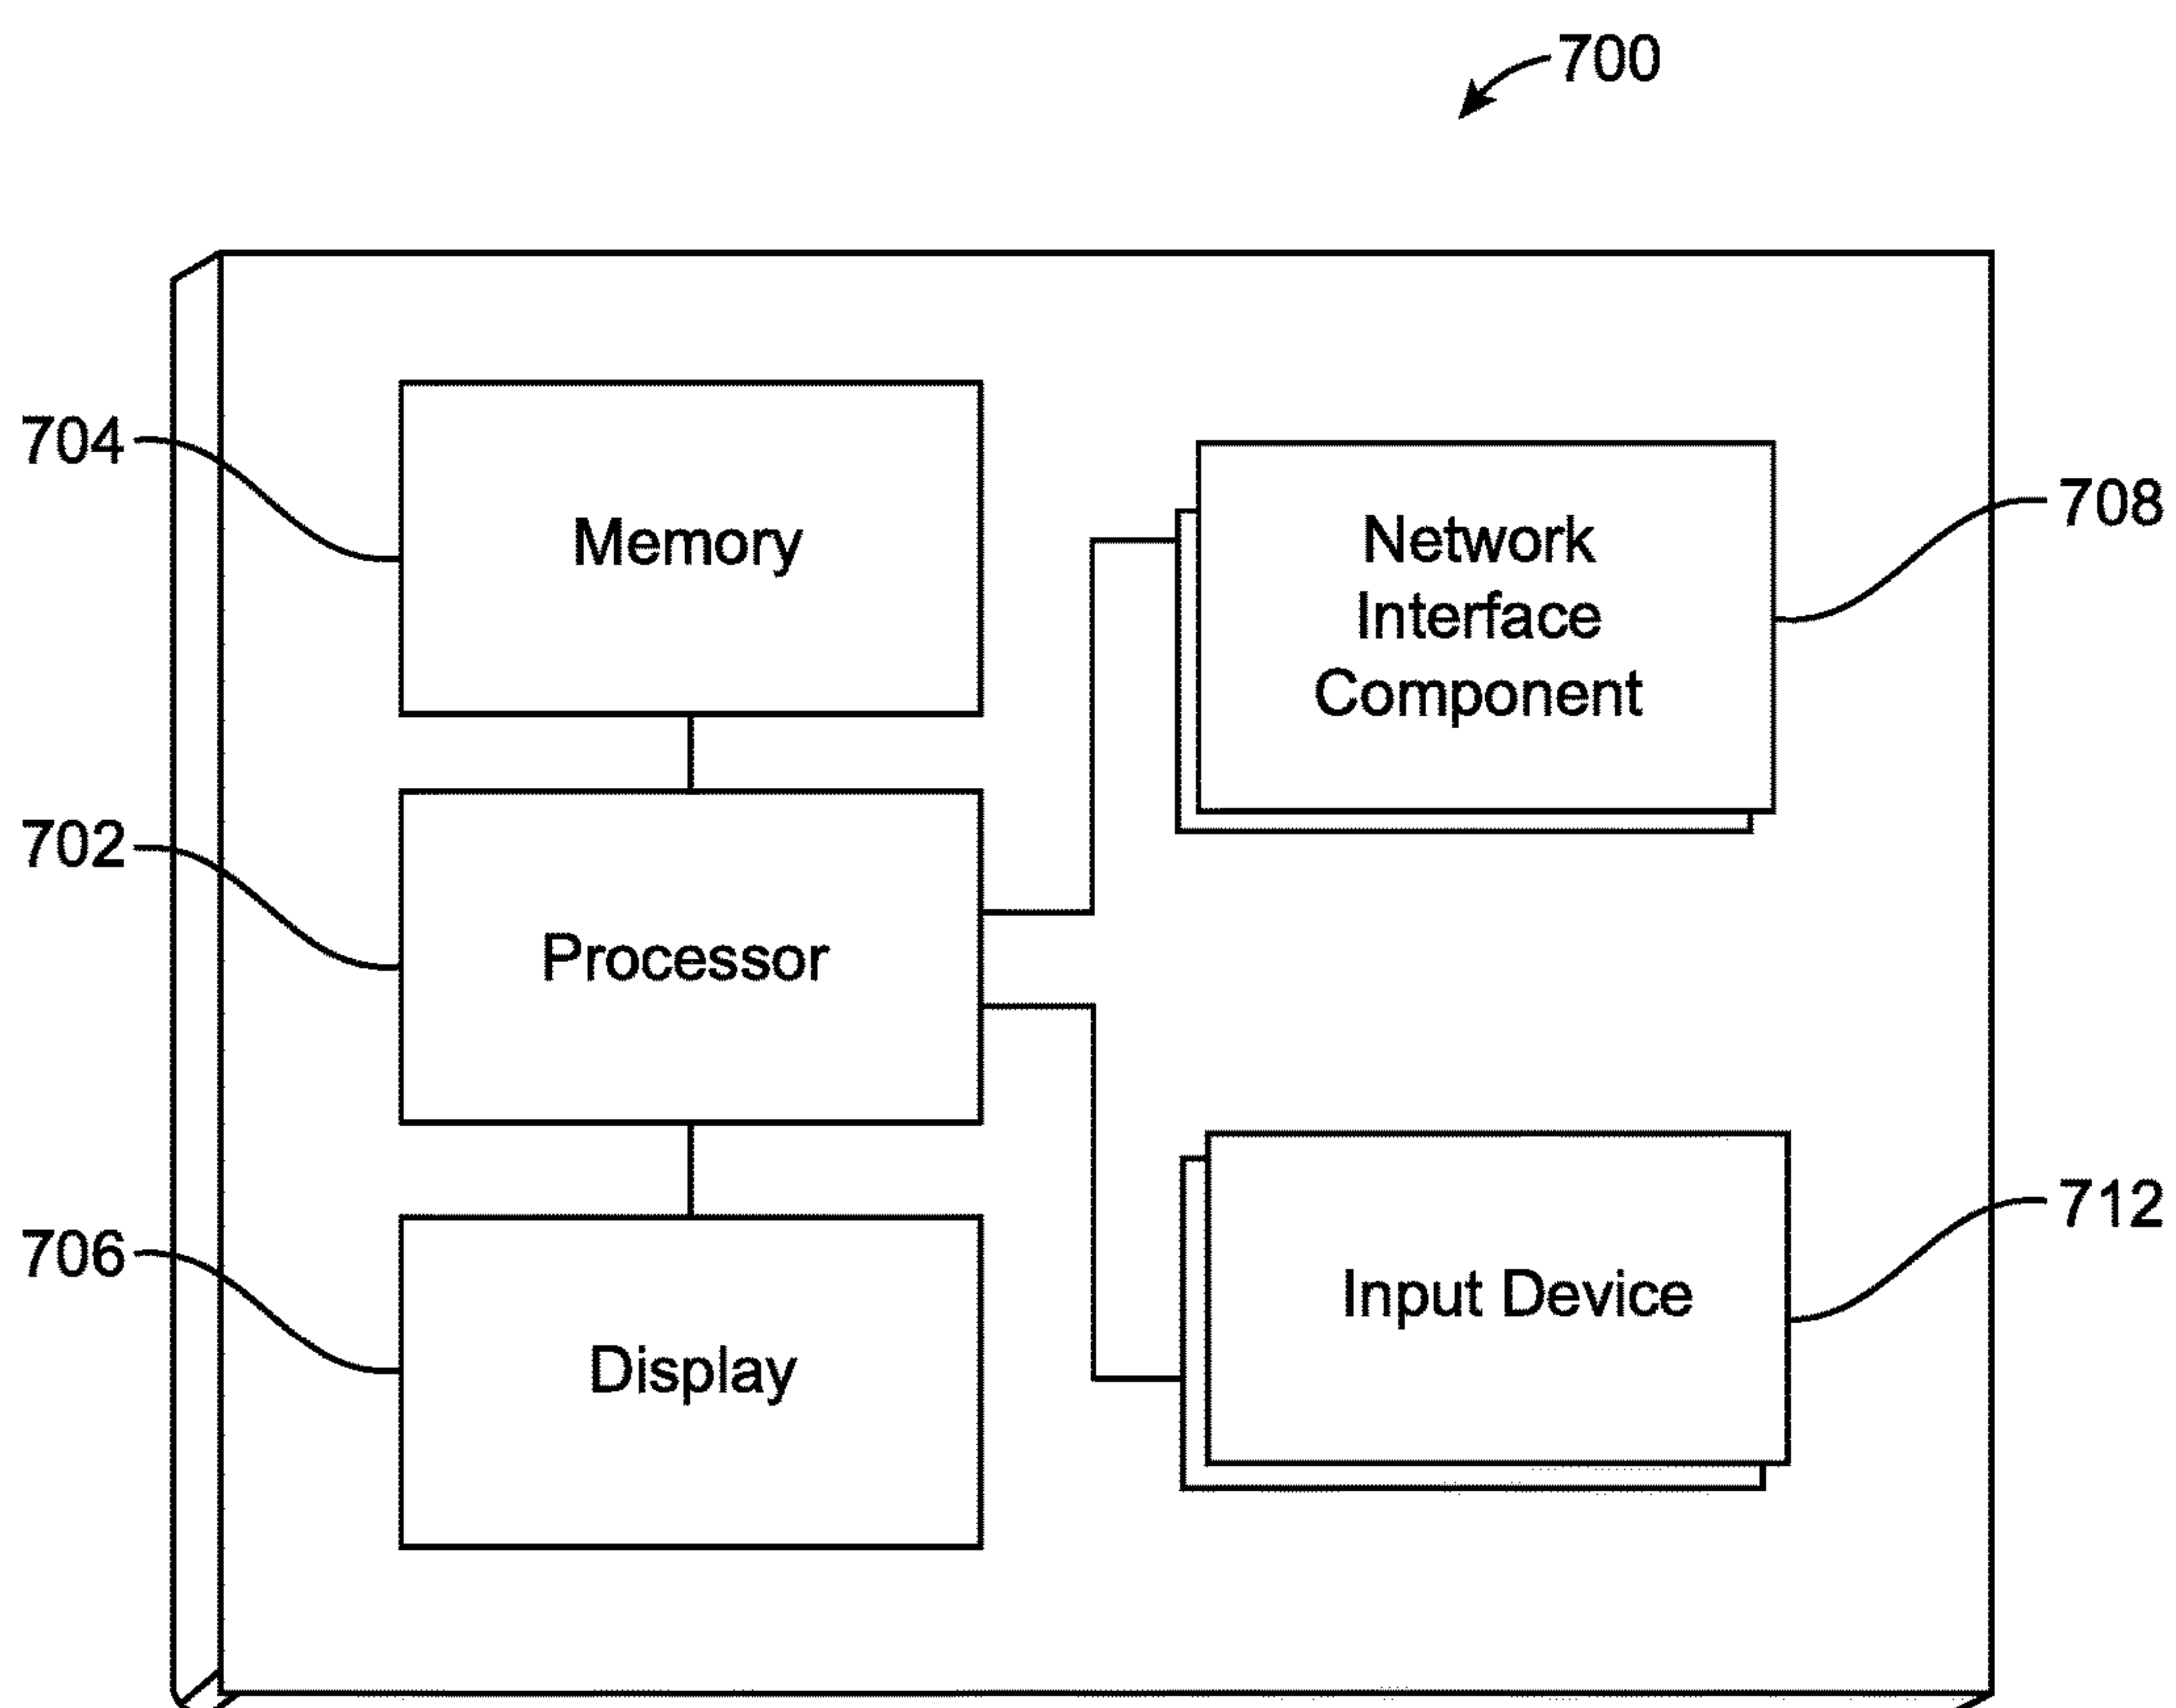 700
704
Memory
Network
Interface
Component
708
702
Processor
706
Display
Input Device
712